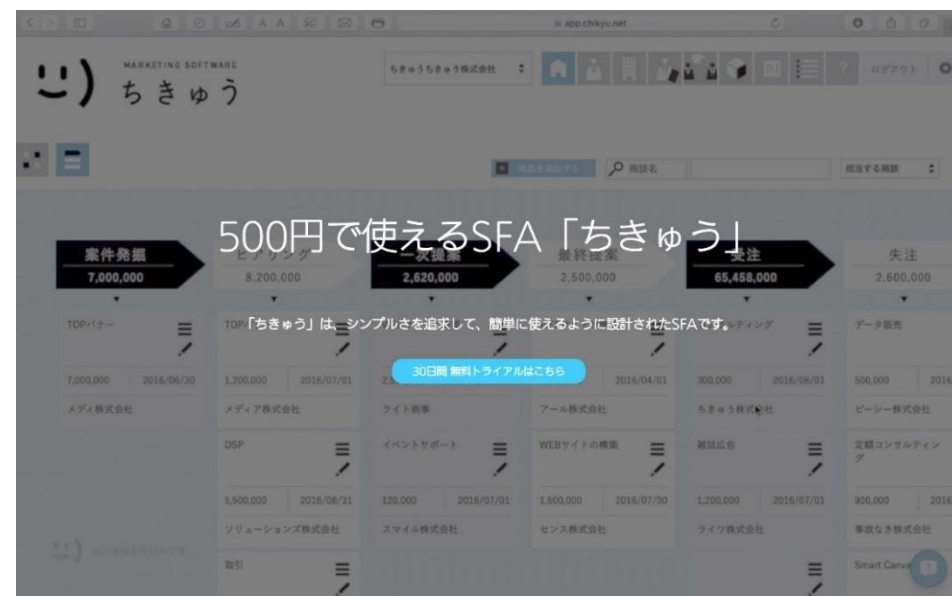 app.chikyu.net
MARKETING SOFTWARE
ちきゅう
ちきゅうちきゅう株式会社
ログアウト
商談を追加する
商談名
担当する商談
500円で使えるSFA「ちきゅう」
案件発掘
7,000,000
ヒアリング
8,200,000
一次提案
2,620,000
最終提案
2,500,000
受注
65,458,000
失注
2,600,000
「ちきゅう」は、シンプルさを追求して、簡単に使えるように設計されたSFAです。
30日間 無料トライアルはこちら
TOPバナー
7,000,000 2016/06/30
メディ株式会社
1,200,000 2016/07/01
メディア株式会社
ライト商事
2016/04/01
アール株式会社
300,000 2016/08/01
ちきゅう株式会社
データ販売
500,000 2016
ビーシー株式会社
DSP
5,500,000 2016/08/31
ソリューションズ株式会社
イベントサポート
120,000 2016/07/01
スマイル株式会社
WEBサイトの構築
1,500,000 2016/07/30
センス株式会社
雑誌広告
1,200,000 2016/07/01
ライツ株式会社
定額コンサルティング
900,000 2016
事故なき株式会社
取引
Smart Canva